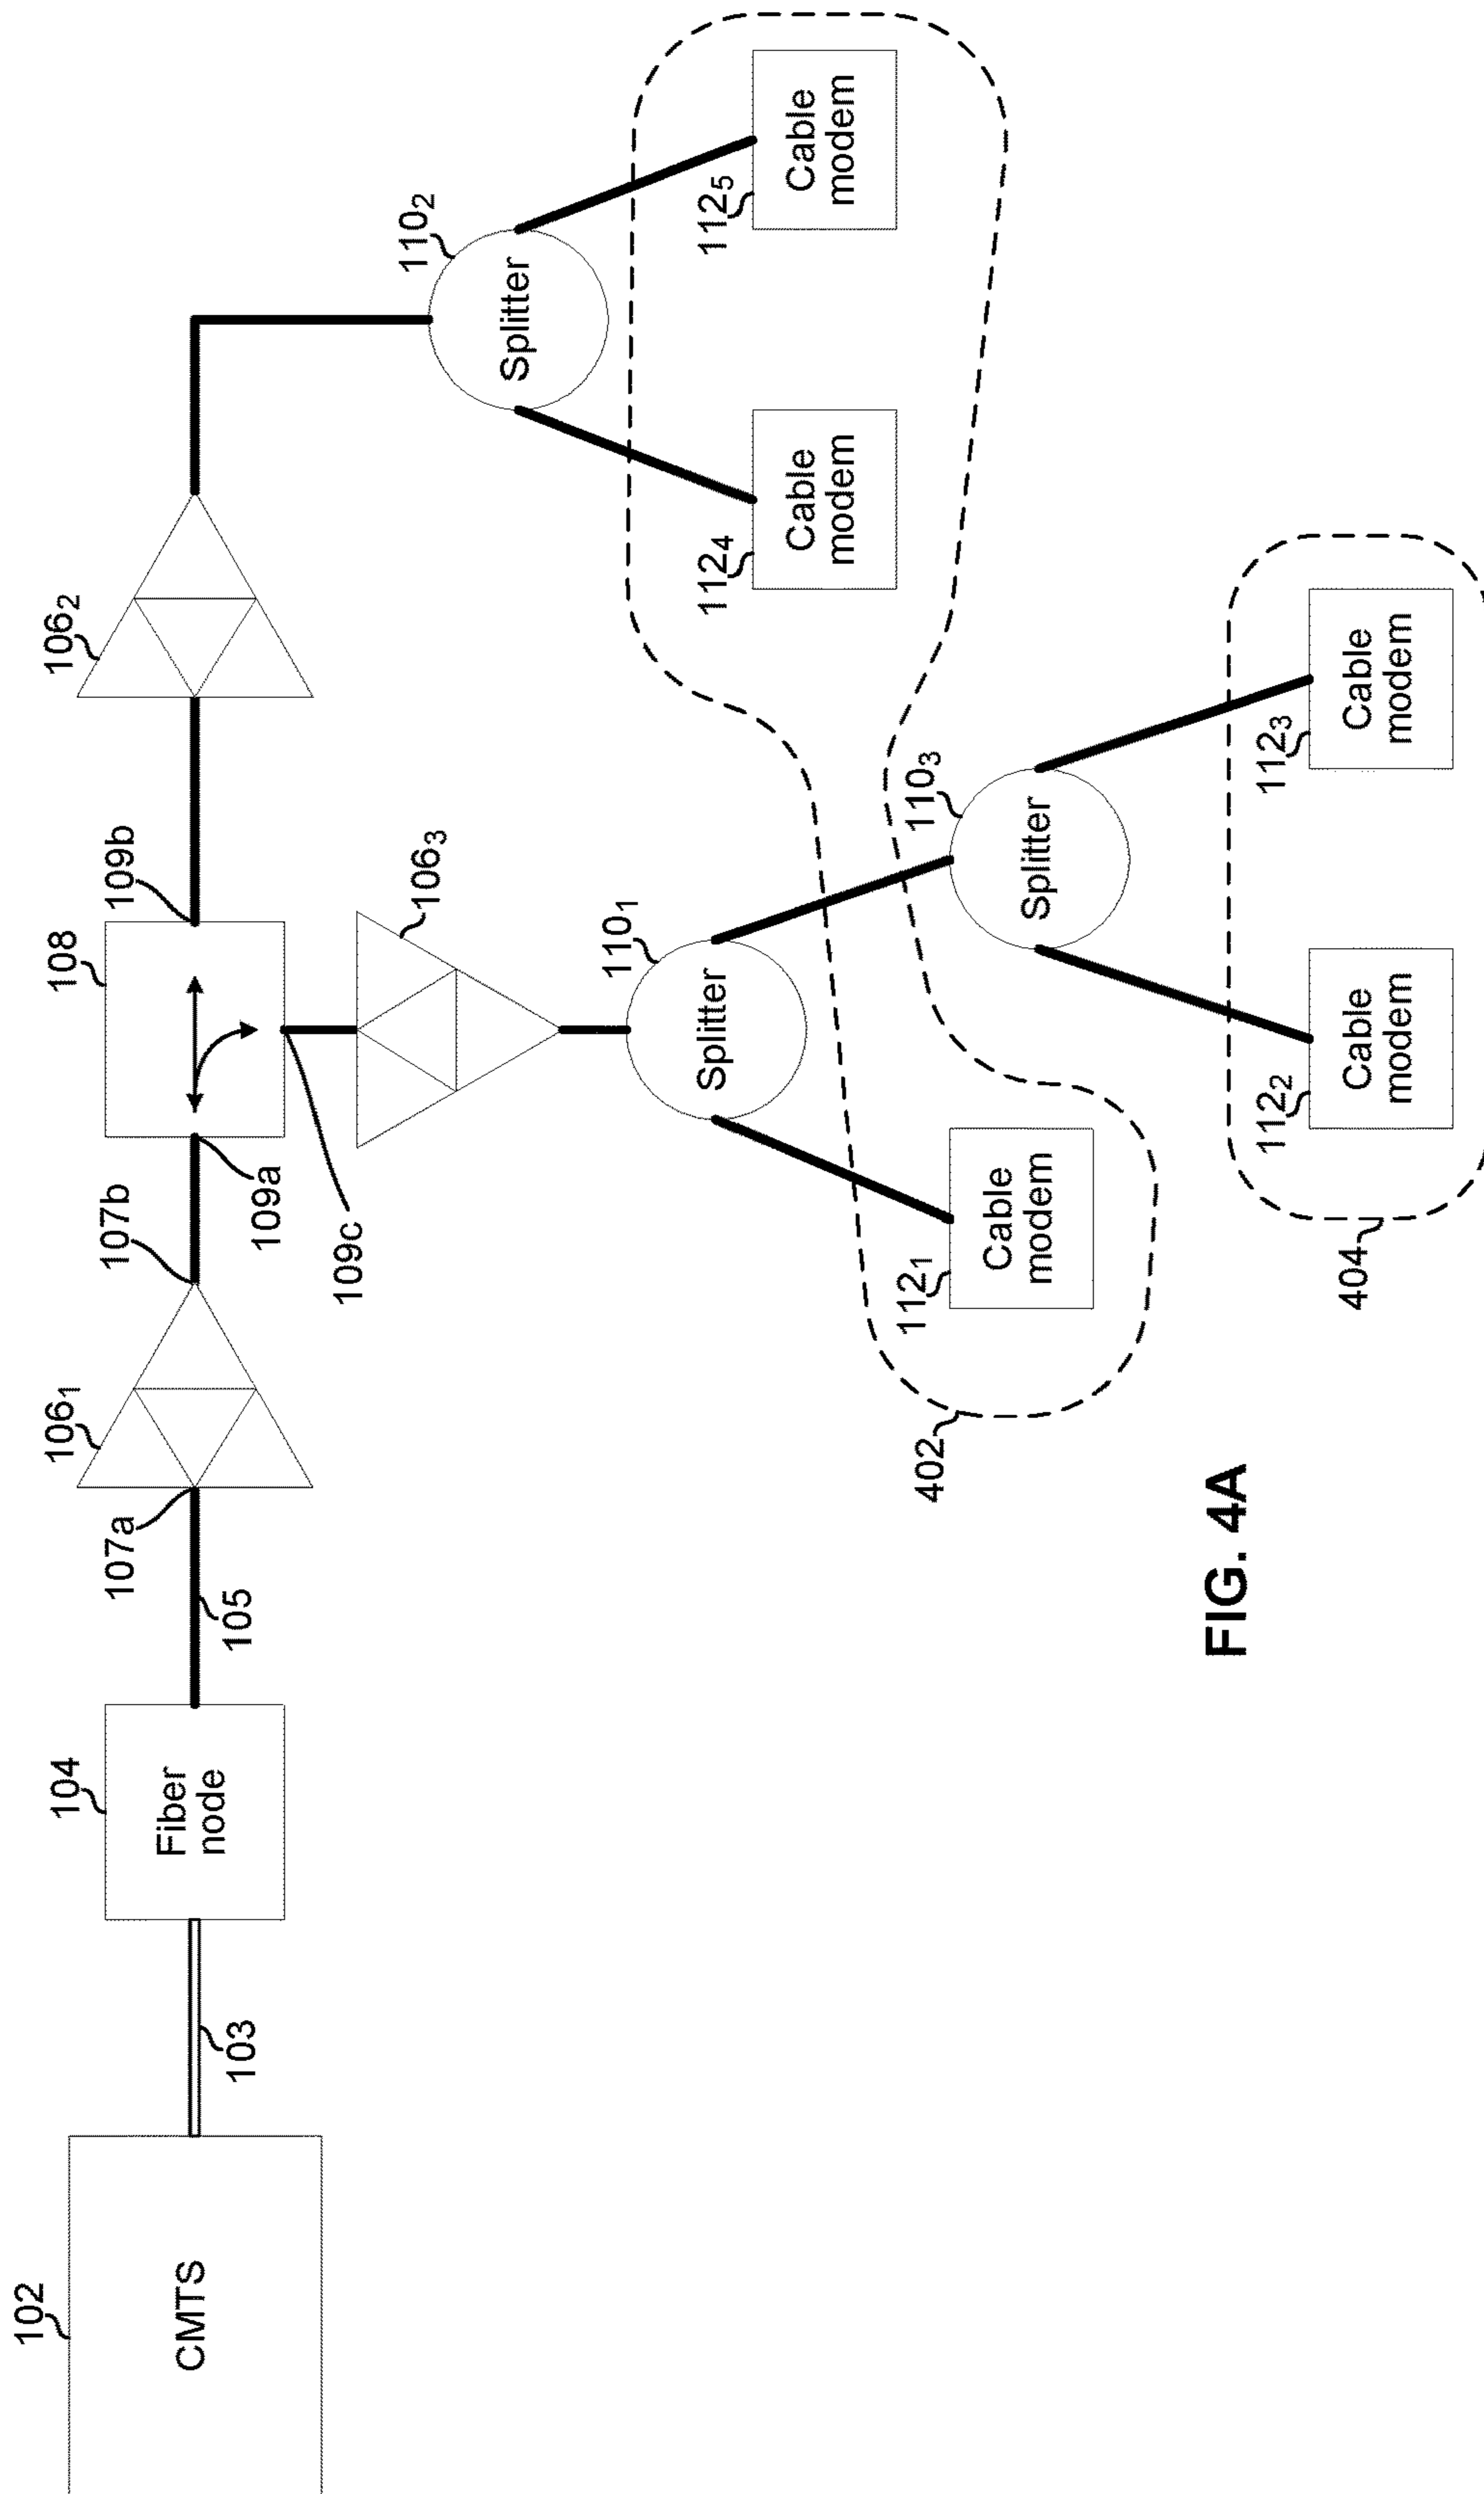 102
CMTS
103
104
Fiber
node
105
107a
106₁
107b
109a
108
109b
109c
106₂
106₃
110₁
Splitter
110₂
Splitter
112₄
Cable
modem
112₅
Cable
modem
110₃
Splitter
112₁
Cable
modem
402
112₂
Cable
modem
112₃
Cable
modem
404
FIG. 4A